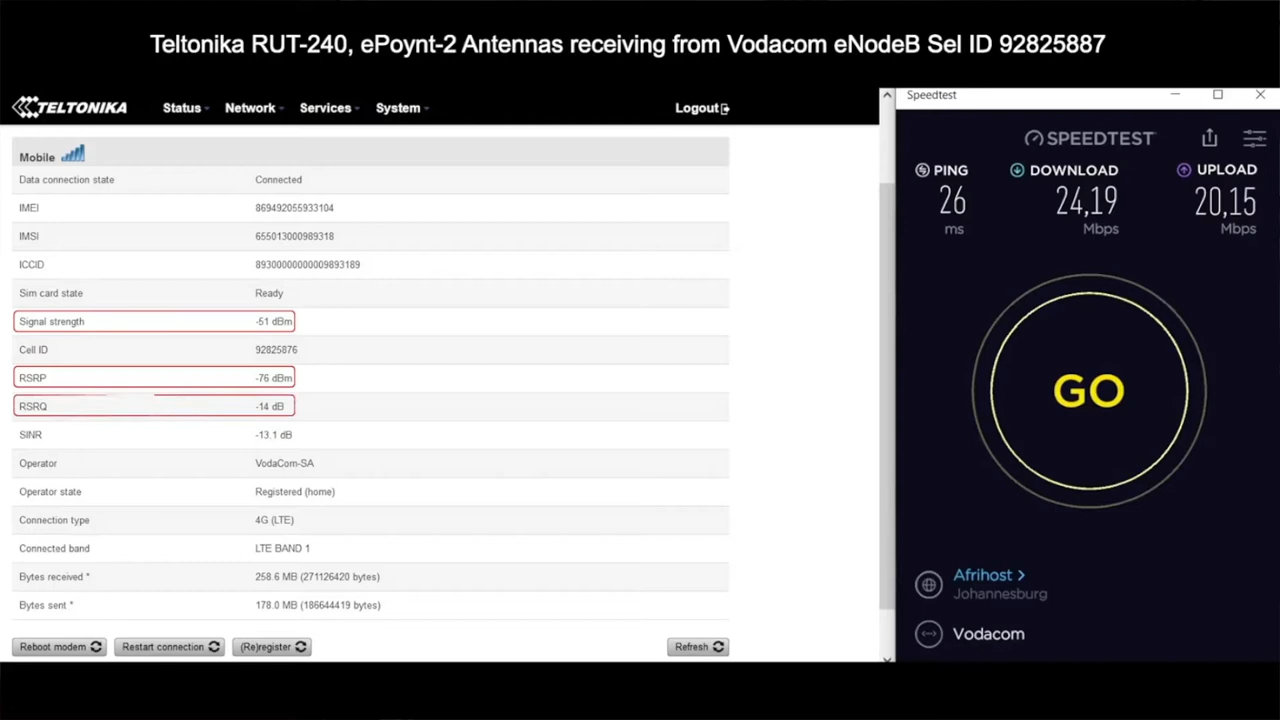 Teltonika RUT-240, ePoynt-2 Antennas receiving from Vodacom eNodeB Sel ID 92825887
TELTONIKA Status Network Services System Logout
Mobile
Data connection state Connected
IMEI 869492055933104
IMSI 655013000989318
ICCID 89300000000009893189
Sim card state Ready
Signal strength -51 dBm
Cell ID 92825876
RSRP -76 dBm
RSRQ -14 dB
SINR -13.1 dB
Operator VodaCom-SA
Operator state Registered (home)
Connection type 4G (LTE)
Connected band LTE BAND 1
Bytes received * 258.6 MB (271126420 bytes)
Bytes sent * 178.0 MB (186644419 bytes)
Reboot modem Restart connection (Re)register Refresh
Speedtest
SPEEDTEST
PING DOWNLOAD UPLOAD
26 24,19 20,15
ms Mbps Mbps
GO
Afrihost >
Johannesburg
Vodacom